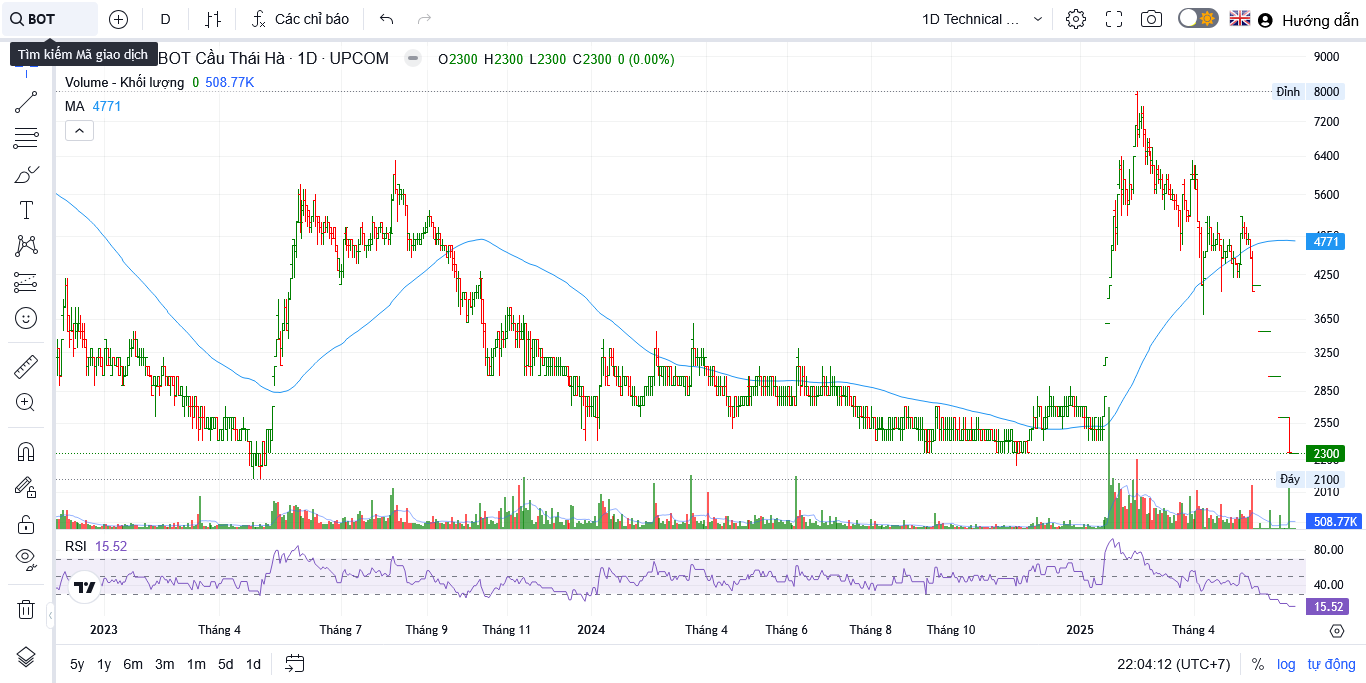 BOT D Các chỉ báo 1D Technical ... Hướng dẫn
Tìm kiếm Mã giao dịch
BOT Cầu Thái Hà · 1D · UPCOM O2300 H2300 L2300 C2300 0 (0.00%)
Volume - Khối lượng 0 508.77K
MA 4771
9000
Đỉnh 8000
7200
6400
5600
4771
4250
3650
3250
2850
2550
2300
Đáy 2100
2010
508.77K
RSI 15.52
80.00
40.00
15.52
2023 Tháng 4 Tháng 7 Tháng 9 Tháng 11 2024 Tháng 4 Tháng 6 Tháng 8 Tháng 10 2025 Tháng 4
5y 1y 6m 3m 1m 5d 1d 22:04:12 (UTC+7) % log tự động